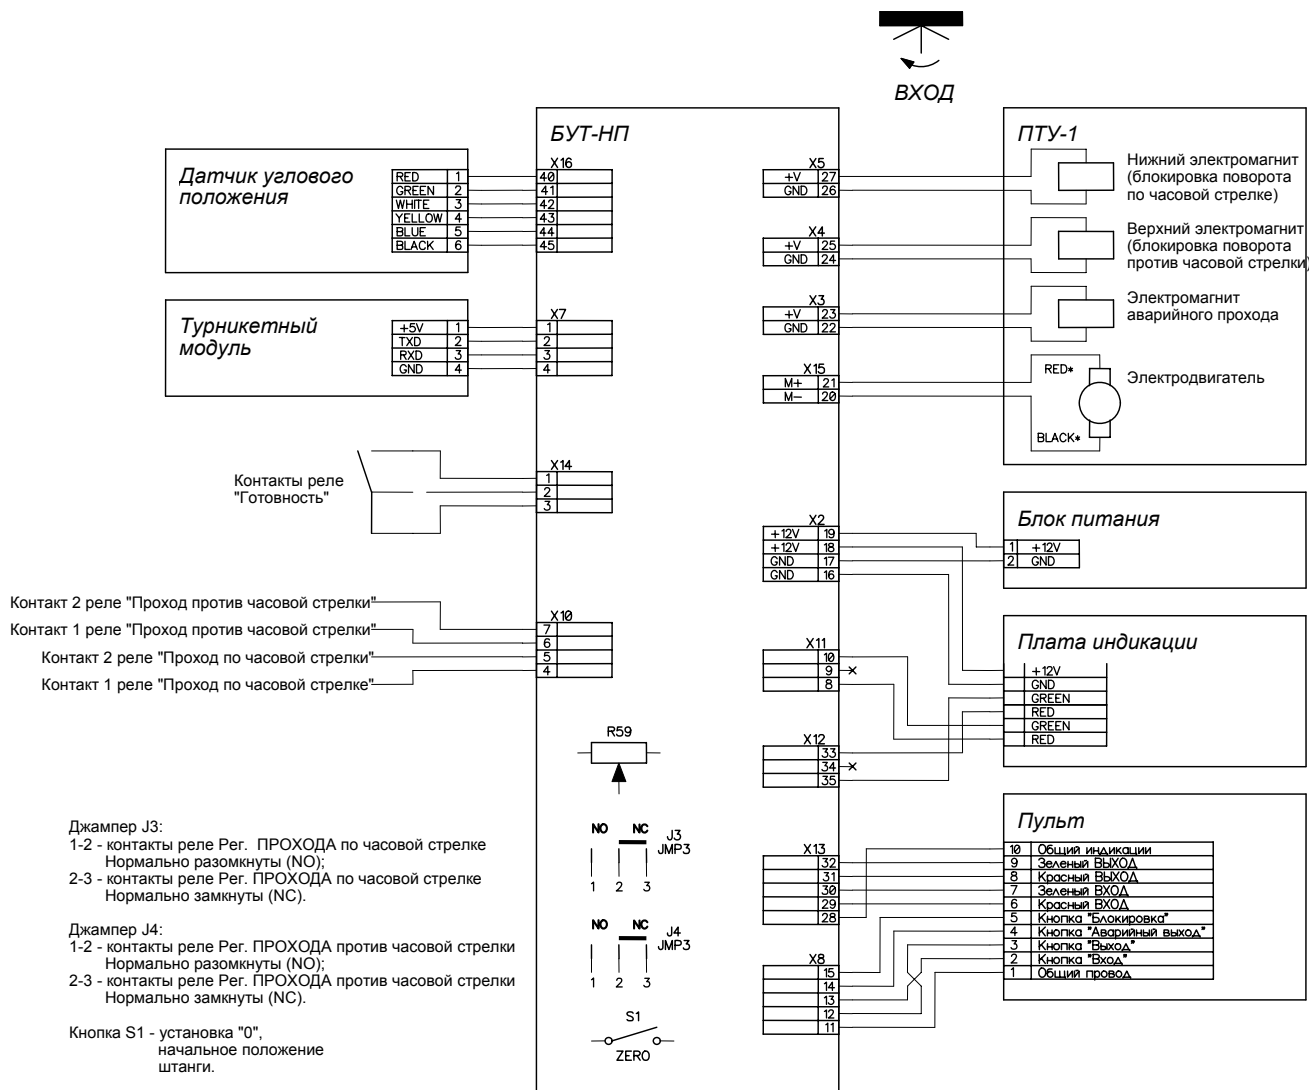 ВХОД
БУТ-НП
ПТУ-1
Датчик углового
положения
RED 1
GREEN 2
WHITE 3
YELLOW 4
BLUE 5
BLACK 6
X16
40
41
42
43
44
45
X5
+V 27
GND 26
Нижний электромагнит
(блокировка поворота
по часовой стрелке)
X4
+V 25
GND 24
Верхний электромагнит
(блокировка поворота
против часовой стрелки)
Турникетный
модуль
+5V 1
TXD 2
RXD 3
GND 4
X7
1
2
3
4
X3
+V 23
GND 22
Электромагнит
аварийного прохода
X15
M+ 21
M- 20
RED*
BLACK*
Электродвигатель
Контакты реле
"Готовность"
X14
1
2
3
X2
+12V 19
+12V 18
GND 17
GND 16
Блок питания
1 +12V
2 GND
Контакт 2 реле "Проход против часовой стрелки"
Контакт 1 реле "Проход против часовой стрелки"
Контакт 2 реле "Проход по часовой стрелки"
Контакт 1 реле "Проход по часовой стрелке"
X10
7
6
5
4
X11
10
9
8
Плата индикации
+12V
GND
GREEN
RED
GREEN
RED
R59
X12
33
34
35
Джампер J3:
1-2 - контакты реле Рег. ПРОХОДА по часовой стрелке
Нормально разомкнуты (NO);
2-3 - контакты реле Рег. ПРОХОДА по часовой стрелке
Нормально замкнуты (NC).
NO NC
J3
JMP3
1 2 3
X13
32
31
30
29
28
Пульт
10 Общий индикации
9 Зеленый ВЫХОД
8 Красный ВЫХОД
7 Зеленый ВХОД
6 Красный ВХОД
5 Кнопка "Блокировка"
4 Кнопка "Аварийный выход"
3 Кнопка "Выход"
2 Кнопка "Вход"
1 Общий провод
Джампер J4:
1-2 - контакты реле Рег. ПРОХОДА против часовой стрелки
Нормально разомкнуты (NO);
2-3 - контакты реле Рег. ПРОХОДА против часовой стрелки
Нормально замкнуты (NC).
NO NC
J4
JMP3
1 2 3
X8
15
14
13
12
11
Кнопка S1 - установка "0",
начальное положение
штанги.
S1
ZERO